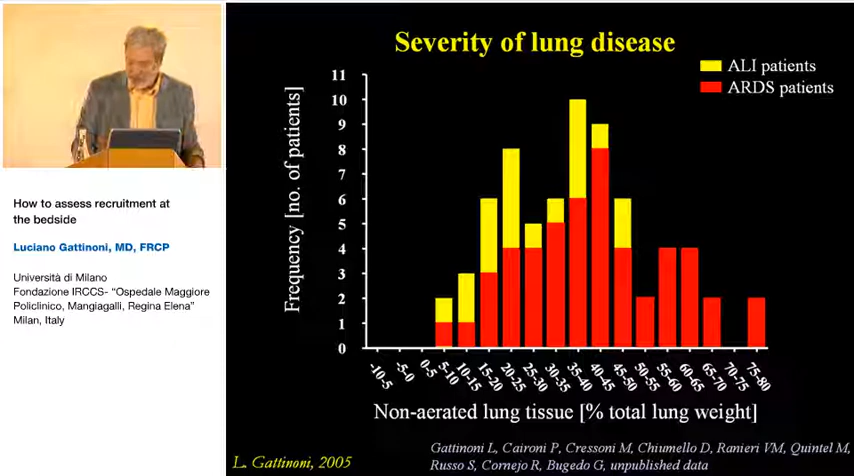 Severity of lung disease
ALI patients
ARDS patients
Frequency [no. of patients]
11
10
9
8
7
6
5
4
3
2
1
0
-10-5
-5-0
0-5
5-10
10-15
15-20
20-25
25-30
30-35
35-40
40-45
45-50
50-55
55-60
60-65
65-70
70-75
75-80
Non-aerated lung tissue [% total lung weight]
L. Gattinoni, 2005
Gattinoni L, Caironi P, Cressoni M, Chiumello D, Ranieri VM, Quintel M,
Russo S, Cornejo R, Bugedo G, unpublished data
How to assess recruitment at
the bedside
Luciano Gattinoni, MD, FRCP
Università di Milano
Fondazione IRCCS- “Ospedale Maggiore
Policlinico, Mangiagalli, Regina Elena”
Milan, Italy